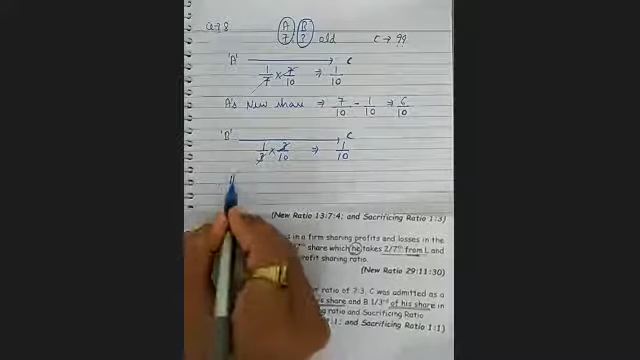 Q-28
A B
7 : 3 old C → ??
'A' → C
1/7 × 7/10 ⇒ 1/10
A's New share ⇒ 7/10 - 1/10 ⇒ 6/10
'B' → C
1/3 × 3/10 ⇒ 1/10
(New Ratio 13:7:4; and Sacrificing Ratio 1:3)
s in a firm sharing profits and losses in the
share which he takes 2/7th from L and
profit sharing ratio.
(New Ratio 29:11:30)
ratio of 7:3. C was admitted as a
share and B 1/3rd of his share in
ratio and Sacrificing Ratio
:1; and Sacrificing Ratio 1:1)